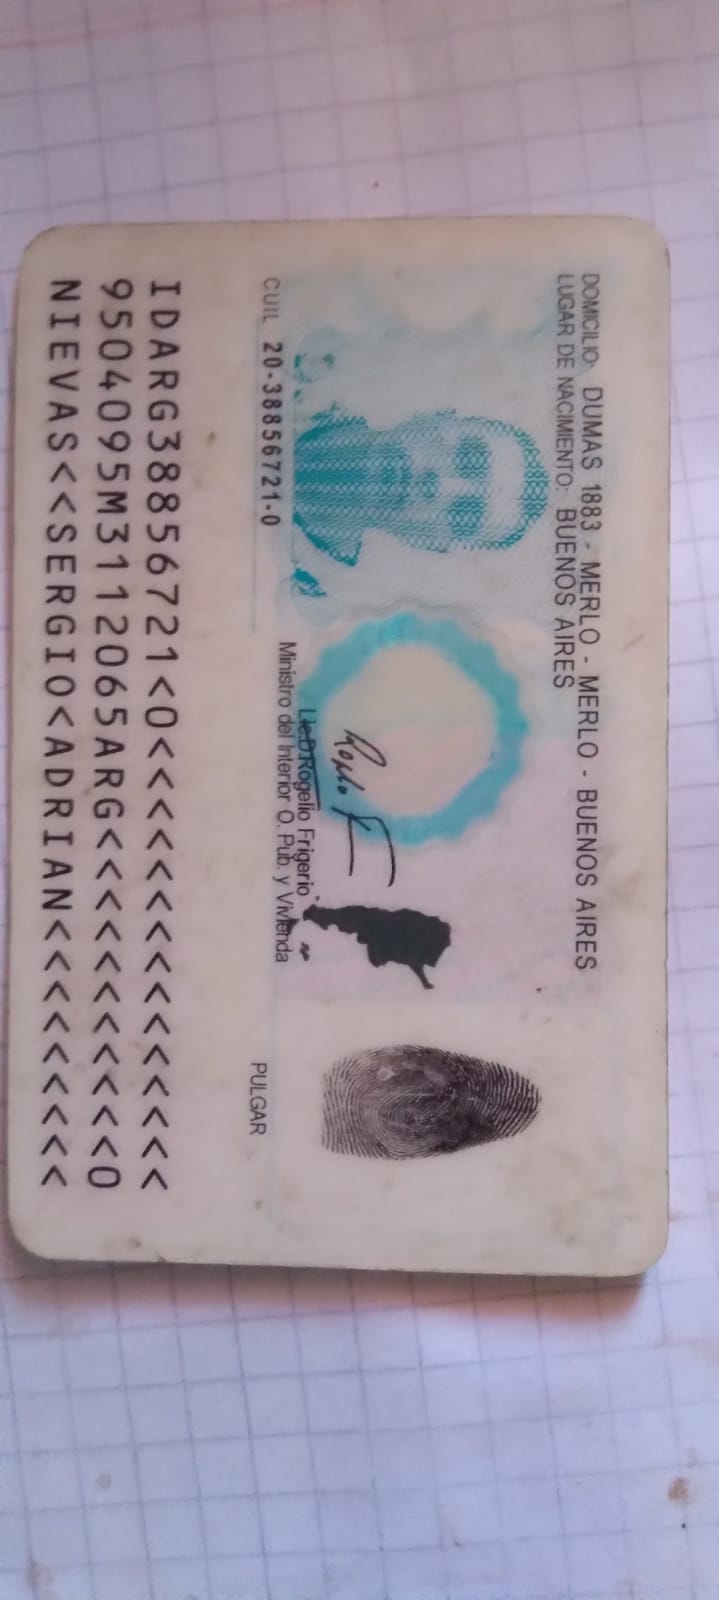 DOMICILIO: DUMAS 1883 - MERLO - MERLO - BUENOS AIRES
LUGAR DE NACIMIENTO: BUENOS AIRES
Lic.D.Rogelio Frigerio
Ministro del Interior O. Pub. y Vivienda
CUIL 20-38856721-0
PULGAR
IDARG38856721<0<<<<<<<<<<<<<<<
9504095M3112065ARG<<<<<<<<<<<0
NIEVAS<<SERGIO<ADRIAN<<<<<<<<<